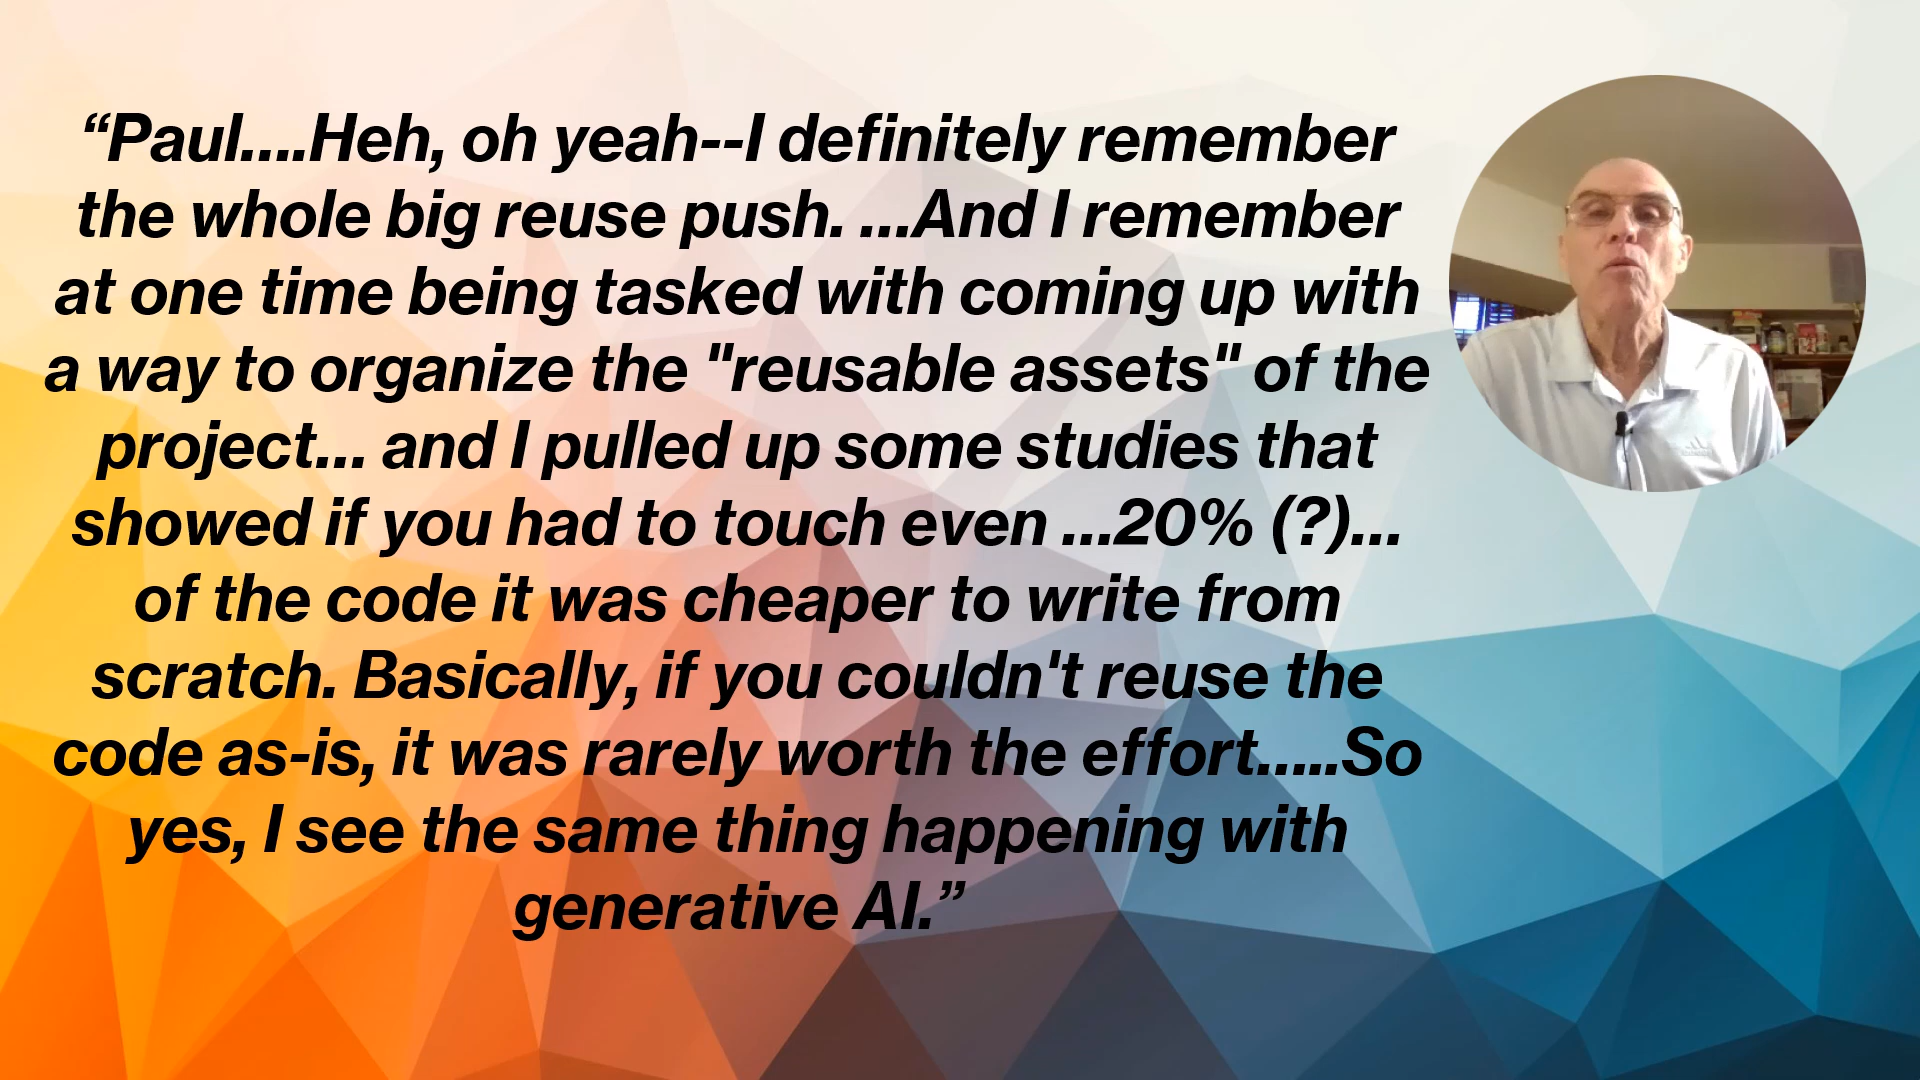 “Paul....Heh, oh yeah--I definitely remember
the whole big reuse push. ...And I remember
at one time being tasked with coming up with
a way to organize the "reusable assets" of the
project... and I pulled up some studies that
showed if you had to touch even ...20% (?)...
of the code it was cheaper to write from
scratch. Basically, if you couldn't reuse the
code as-is, it was rarely worth the effort.....So
yes, I see the same thing happening with
generative AI.”